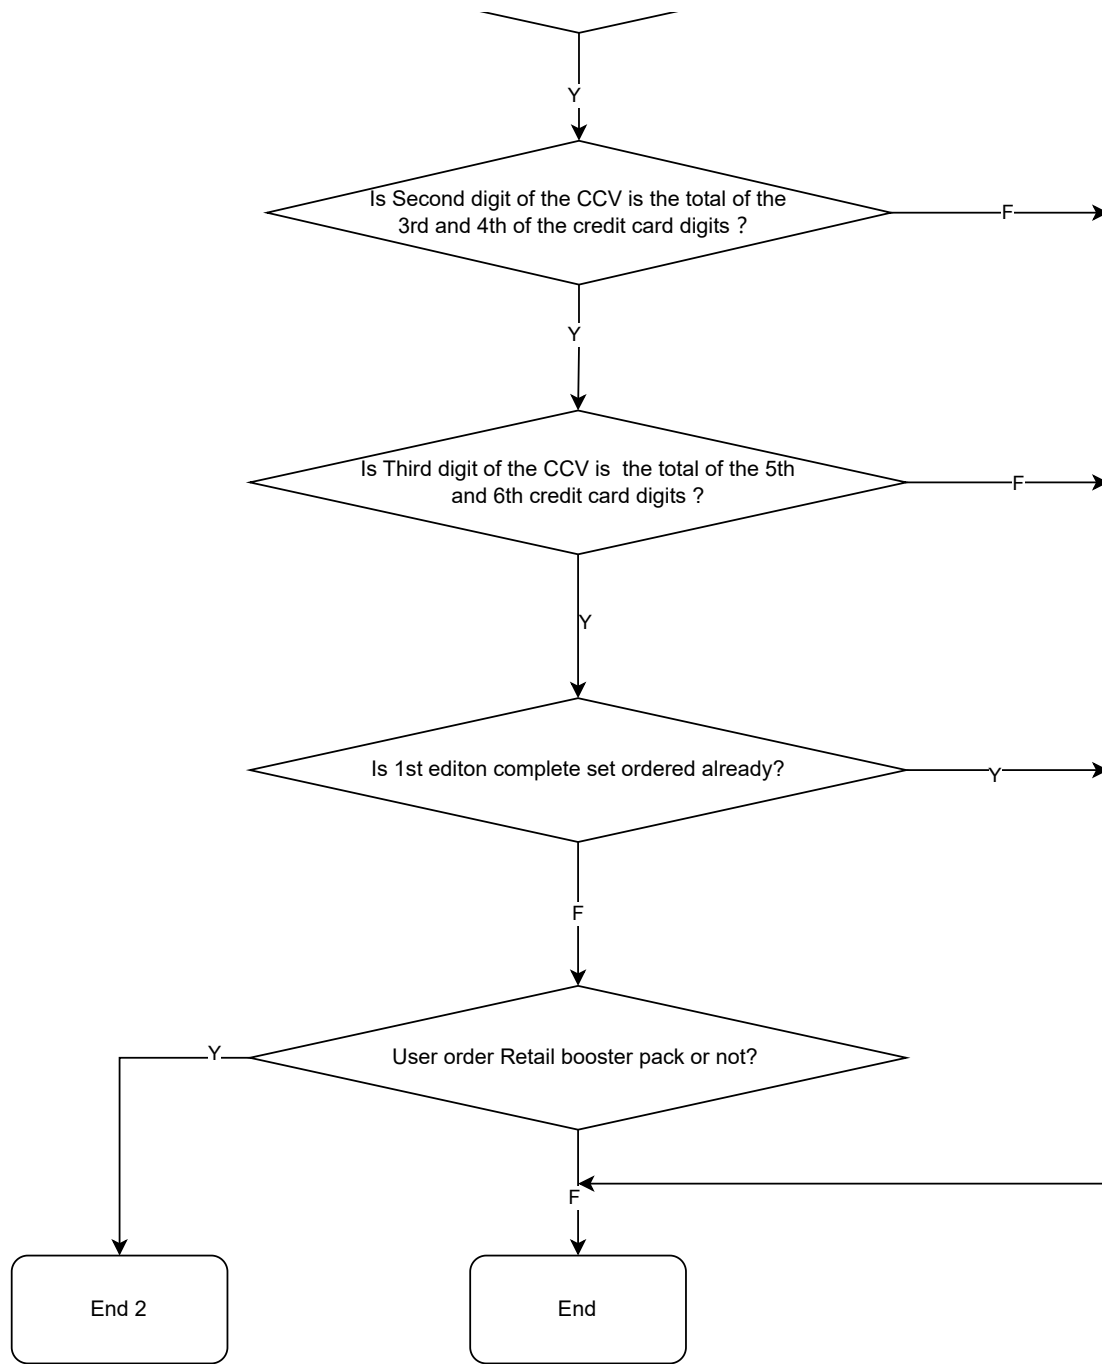 Y
Is Second digit of the CCV is the total of the
3rd and 4th of the credit card digits ?
F
Y
Is Third digit of the CCV is  the total of the 5th
and 6th credit card digits ?
F
Y
Is 1st editon complete set ordered already?
Y
F
User order Retail booster pack or not?
Y
F
End 2
End